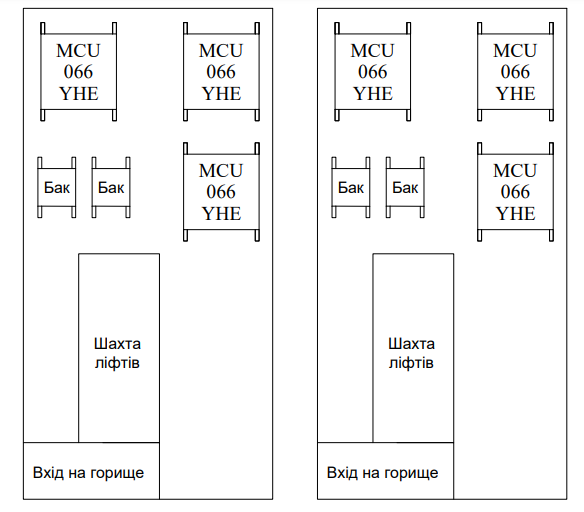 MCU
066
YHE
MCU
066
YHE
Бак
Бак
MCU
066
YHE
Шахта
ліфтів
Вхід на горище
MCU
066
YHE
MCU
066
YHE
Бак
Бак
MCU
066
YHE
Шахта
ліфтів
Вхід на горище